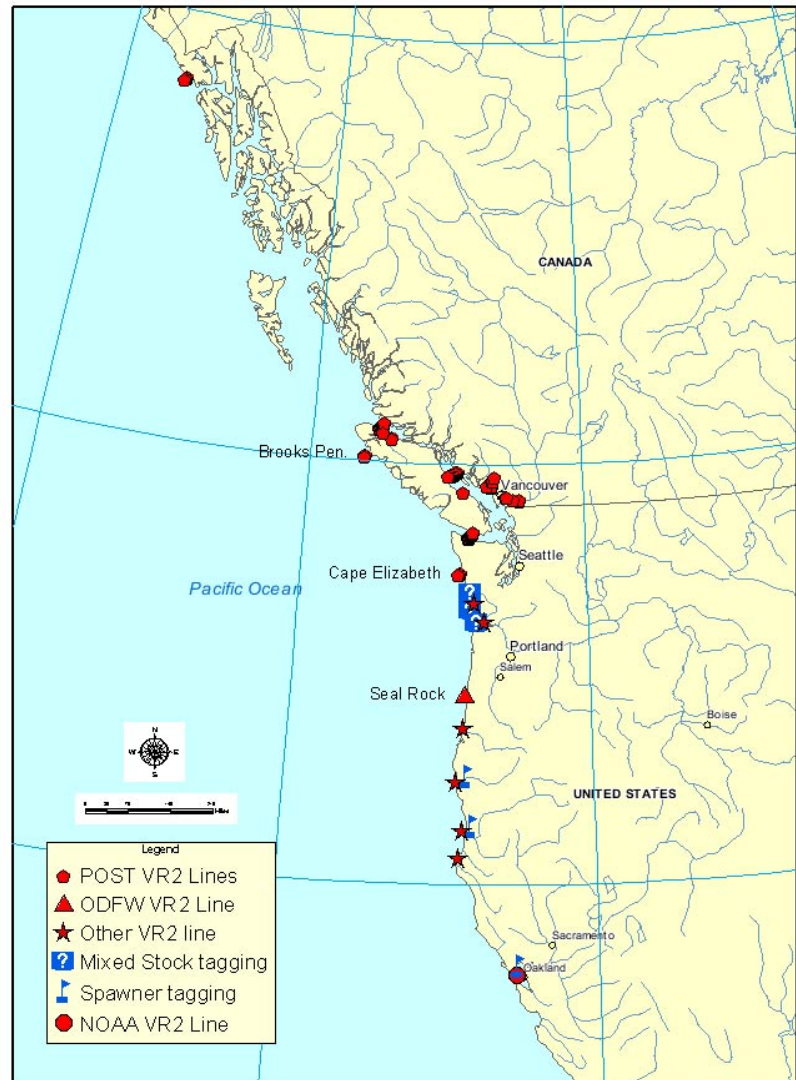 CANADA
Brooks Pen.
Vancouver
Seattle
Cape Elizabeth
Pacific Ocean
?
?
Portland
Salem
Seal Rock
Boise
N
W E
S
UNITED STATES
Legend
POST VR2 Lines
ODFW VR2 Line
Other VR2 line
? Mixed Stock tagging
Spawner tagging
NOAA VR2 Line
Sacramento
Oakland